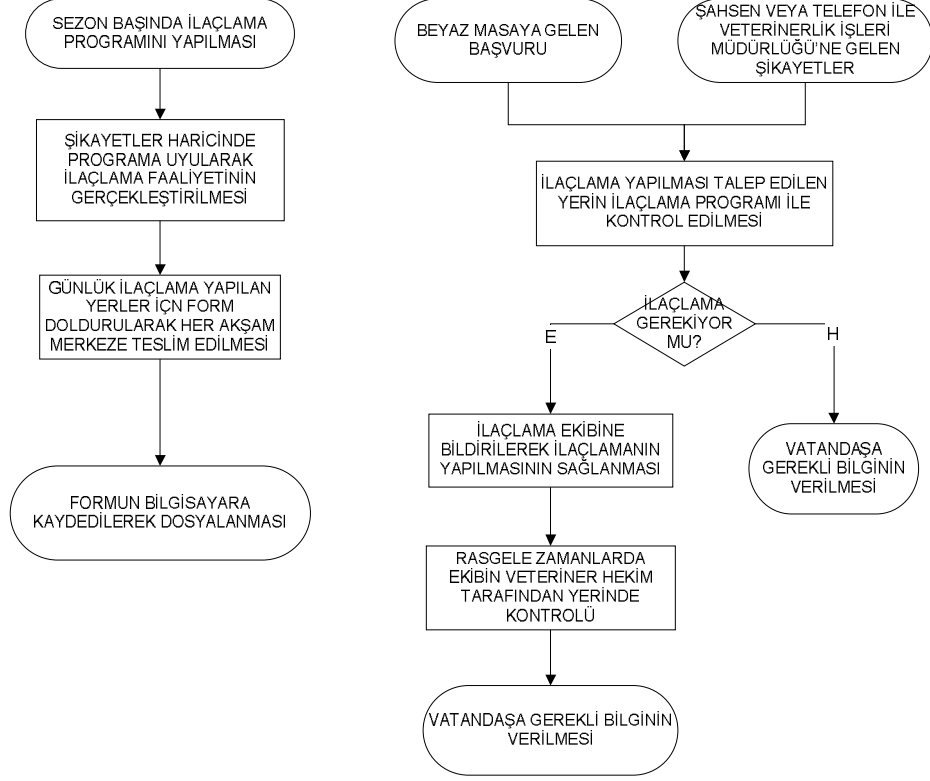 SEZON BAŞINDA İLAÇLAMA
PROGRAMINI YAPILMASI
ŞİKAYETLER HARİCİNDE
PROGRAMA UYULARAK
İLAÇLAMA FAALİYETİNİN
GERÇEKLEŞTİRİLMESİ
GÜNLÜK İLAÇLAMA YAPILAN
YERLER İÇİN FORM
DOLDURULARAK HER AKŞAM
MERKEZE TESLİM EDİLMESİ
FORMUN BİLGİSAYARA
KAYDEDİLEREK DOSYALANMASI
BEYAZ MASAYA GELEN
BAŞVURU
ŞAHSEN VEYA TELEFON İLE
VETERİNERLİK İŞLERİ
MÜDÜRLÜĞÜ'NE GELEN
ŞİKAYETLER
İLAÇLAMA YAPILMASI TALEP EDİLEN
YERİN İLAÇLAMA PROGRAMI İLE
KONTROL EDİLMESİ
İLAÇLAMA
GEREKİYOR
MU?
E
H
İLAÇLAMA EKİBİNE
BİLDİRİLEREK İLAÇLAMANIN
YAPILMASININ SAĞLANMASI
VATANDAŞA
GEREKLİ BİLGİNİN
VERİLMESİ
RASGELE ZAMANLARDA
EKİBİN VETERİNER HEKİM
TARAFINDAN YERİNDE
KONTROLÜ
VATANDAŞA GEREKLİ BİLGİNİN
VERİLMESİ